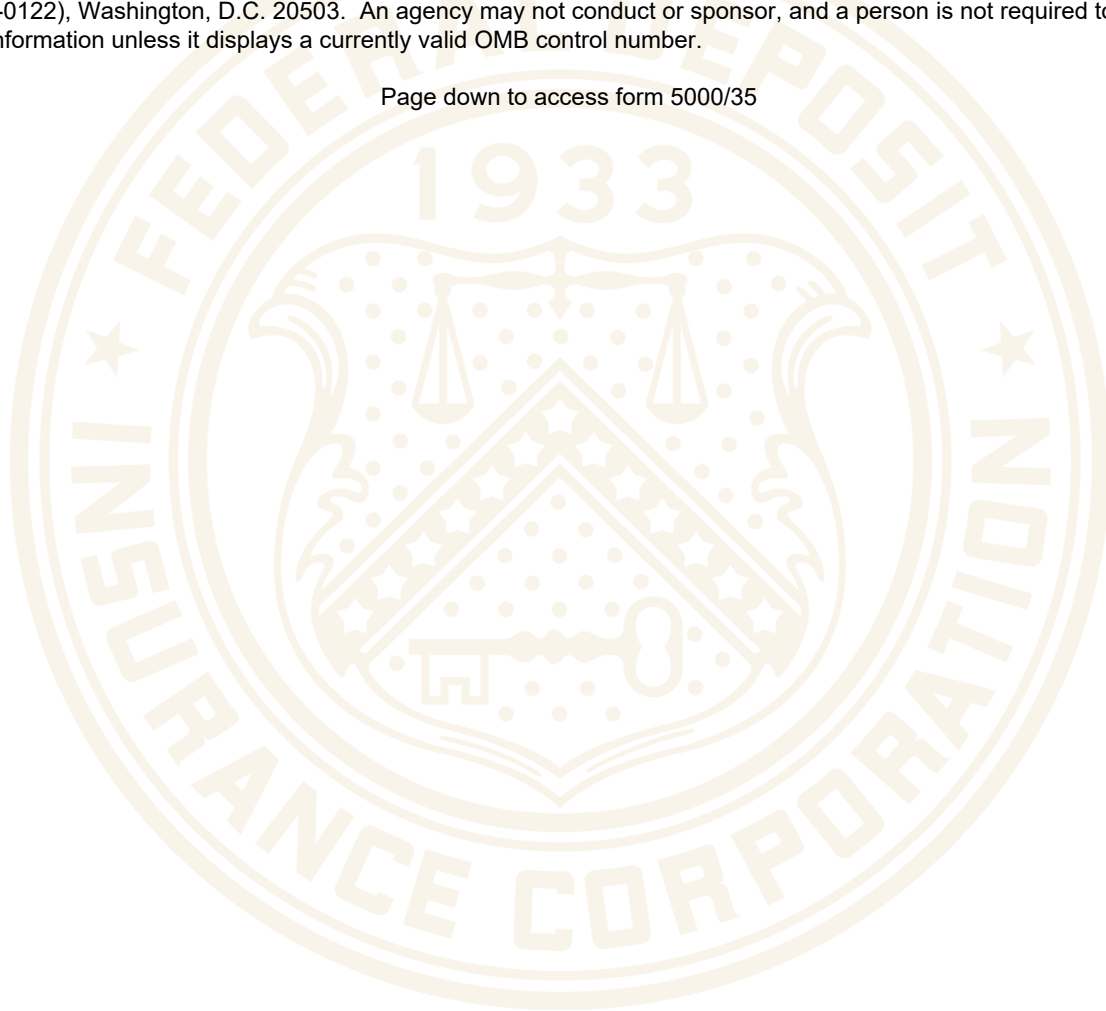 -0122), Washington, D.C. 20503. An agency may not conduct or sponsor, and a person is not required to
nformation unless it displays a currently valid OMB control number.
Page down to access form 5000/35
FEDERAL DEPOSIT
1933
INSURANCE CORPORATION